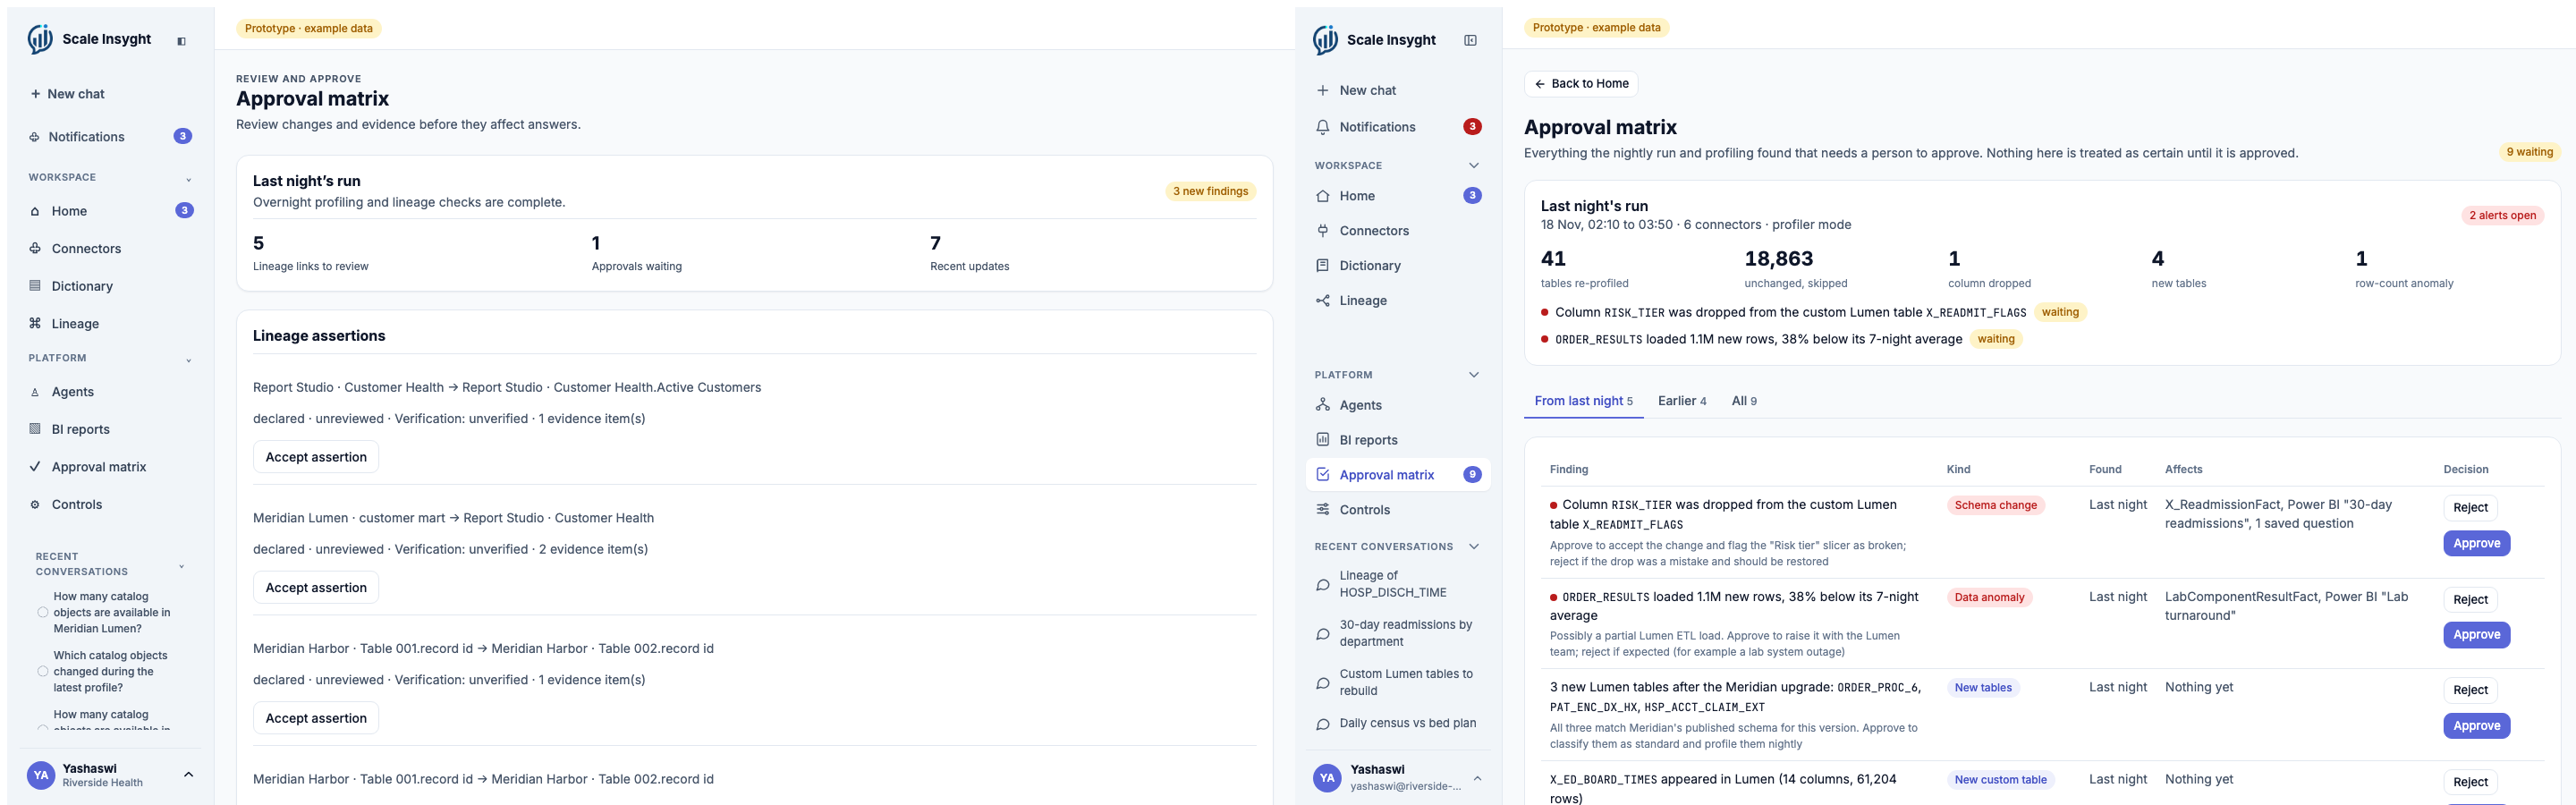 Scale Insyght
New chat
Notifications
3
WORKSPACE
Home
3
Connectors
Dictionary
Lineage
PLATFORM
Agents
BI reports
Approval matrix
Controls
RECENT
CONVERSATIONS
How many catalog
objects are available in
Meridian Lumen?
Which catalog objects
changed during the
latest profile?
How many catalog
objects are available in
YA
Yashaswi
Riverside Health
Prototype · example data
REVIEW AND APPROVE
Approval matrix
Review changes and evidence before they affect answers.
Last night’s run
Overnight profiling and lineage checks are complete.
3 new findings
5
Lineage links to review
1
Approvals waiting
7
Recent updates
Lineage assertions
Report Studio · Customer Health → Report Studio · Customer Health.Active Customers
declared · unreviewed · Verification: unverified · 1 evidence item(s)
Accept assertion
Meridian Lumen · customer mart → Report Studio · Customer Health
declared · unreviewed · Verification: unverified · 2 evidence item(s)
Accept assertion
Meridian Harbor · Table 001.record id → Meridian Harbor · Table 002.record id
declared · unreviewed · Verification: unverified · 1 evidence item(s)
Accept assertion
Meridian Harbor · Table 001.record id → Meridian Harbor · Table 002.record id
Scale Insyght
New chat
Notifications
3
WORKSPACE
Home
3
Connectors
Dictionary
Lineage
PLATFORM
Agents
BI reports
Approval matrix
9
Controls
RECENT CONVERSATIONS
Lineage of
HOSP_DISCH_TIME
30-day readmissions by
department
Custom Lumen tables to
rebuild
Daily census vs bed plan
YA
Yashaswi
yashaswi@riverside-...
Prototype · example data
← Back to Home
Approval matrix
Everything the nightly run and profiling found that needs a person to approve. Nothing here is treated as certain until it is approved.
9 waiting
Last night's run
18 Nov, 02:10 to 03:50 · 6 connectors · profiler mode
2 alerts open
41
tables re-profiled
18,863
unchanged, skipped
1
column dropped
4
new tables
1
row-count anomaly
Column RISK_TIER was dropped from the custom Lumen table X_READMIT_FLAGS waiting
ORDER_RESULTS loaded 1.1M new rows, 38% below its 7-night average waiting
From last night 5 Earlier 4 All 9
Finding Kind Found Affects Decision
Column RISK_TIER was dropped from the custom Lumen
table X_READMIT_FLAGS
Approve to accept the change and flag the "Risk tier" slicer as broken;
reject if the drop was a mistake and should be restored
Schema change
Last night
X_ReadmissionFact, Power BI "30-day
readmissions", 1 saved question
Reject
Approve
ORDER_RESULTS loaded 1.1M new rows, 38% below its 7-night
average
Possibly a partial Lumen ETL load. Approve to raise it with the Lumen
team; reject if expected (for example a lab system outage)
Data anomaly
Last night
LabComponentResultFact, Power BI "Lab
turnaround"
Reject
Approve
3 new Lumen tables after the Meridian upgrade: ORDER_PROC_6,
PAT_ENC_DX_HX, HSP_ACCT_CLAIM_EXT
All three match Meridian's published schema for this version. Approve to
classify them as standard and profile them nightly
New tables
Last night
Nothing yet
Reject
Approve
X_ED_BOARD_TIMES appeared in Lumen (14 columns, 61,204
rows)
New custom table
Last night
Nothing yet
Reject